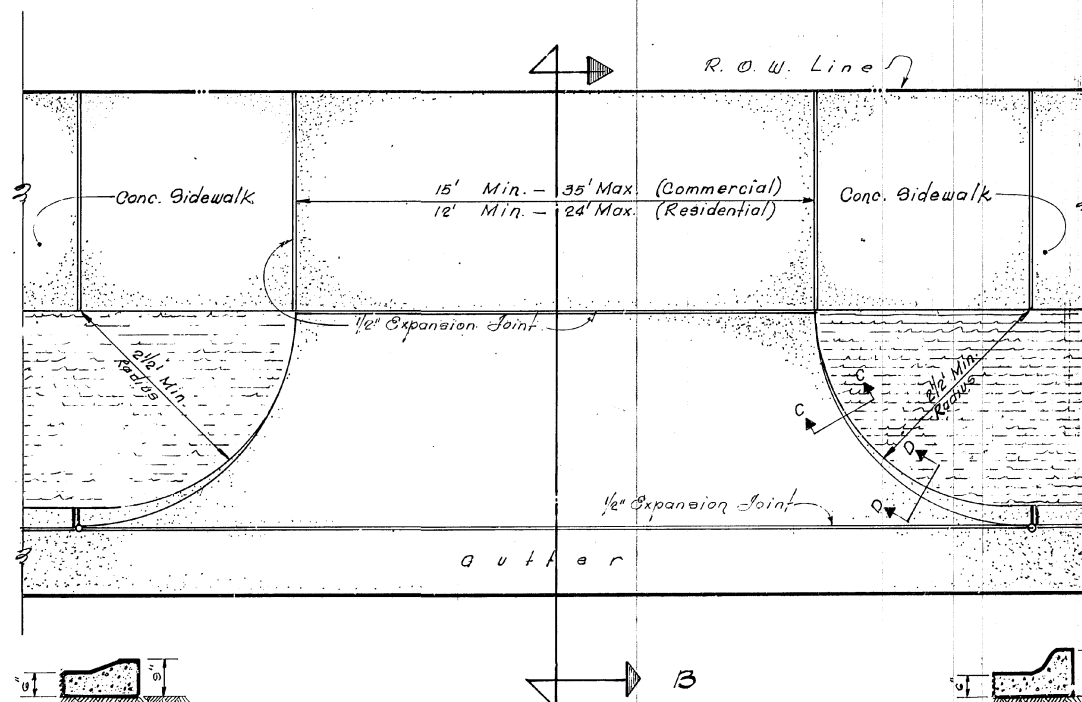 R. O. W. Line
15' Min. - 35' Max. (Commercial)
12' Min. - 24' Max. (Residential)
Conc. Sidewalk
Conc. Sidewalk
1/2" Expansion Joint
2 1/2' Min.
Radius
2 1/2' Min.
Radius
C
C
D
D
1/2" Expansion Joint
Gutter
6"
9"
B
6"